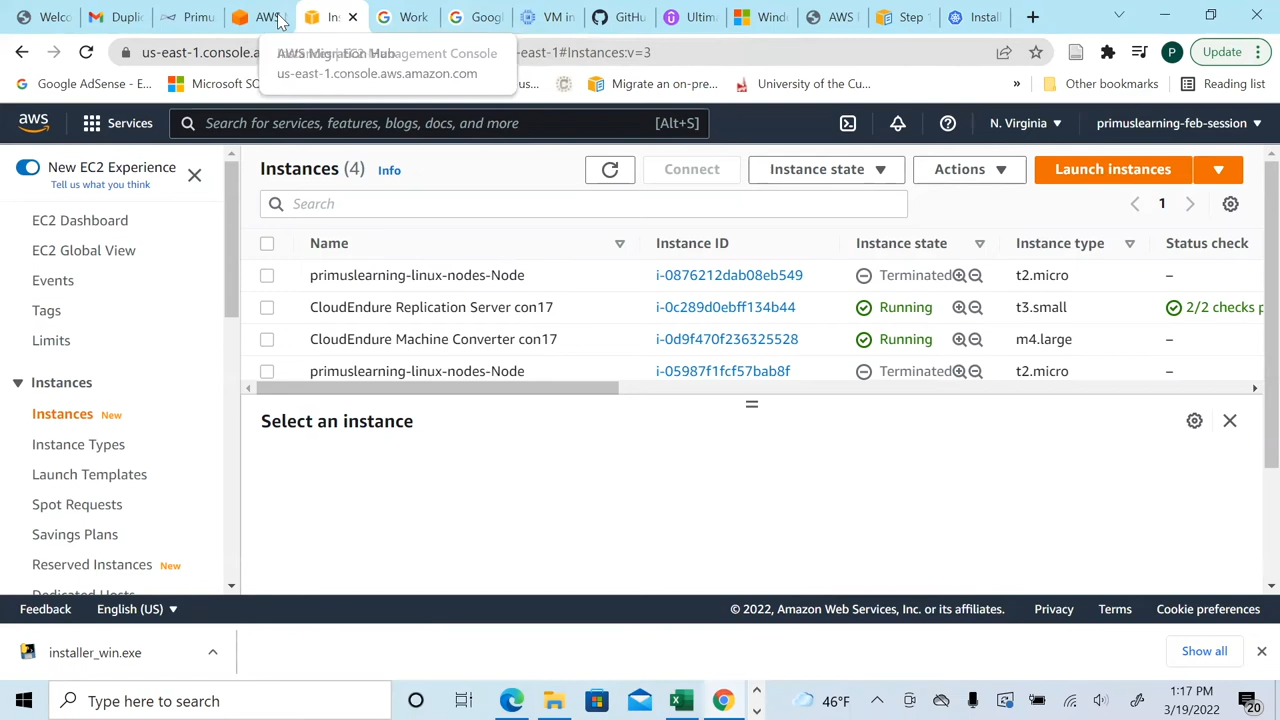 Welco
Duplic
Primu
AWS
Ins
Work
Googl
VM in
GitHu
Ultim
Wind
AWS I
Step
Install
us-east-1.console.a
east-1#Instances:v=3
us-east-1.console.aws.amazon.com
Update
Google AdSense - E...
Microsoft SC
us...
Migrate an on-pre...
University of the Cu...
»
Other bookmarks
Reading list
aws
Services
Search for services, features, blogs, docs, and more
[Alt+S]
N. Virginia
primuslearning-feb-session
New EC2 Experience
Tell us what you think
Instances (4)
Info
Connect
Instance state
Actions
Launch instances
Search
1
EC2 Dashboard
EC2 Global View
Events
Tags
Limits
Instances
Instances New
Instance Types
Launch Templates
Spot Requests
Savings Plans
Reserved Instances New
Dedicated Hosts
Name
Instance ID
Instance state
Instance type
Status check
primuslearning-linux-nodes-Node
i-0876212dab08eb549
Terminated
t2.micro
–
CloudEndure Replication Server con17
i-0c289d0ebff134b44
Running
t3.small
2/2 checks p
CloudEndure Machine Converter con17
i-0d9f470f236325528
Running
m4.large
–
primuslearning-linux-nodes-Node
i-05987f1fcf57bab8f
Terminated
t2.micro
–
Select an instance
Feedback
English (US)
© 2022, Amazon Web Services, Inc. or its affiliates.
Privacy
Terms
Cookie preferences
installer_win.exe
Show all
Type here to search
46°F
1:17 PM
3/19/2022
20